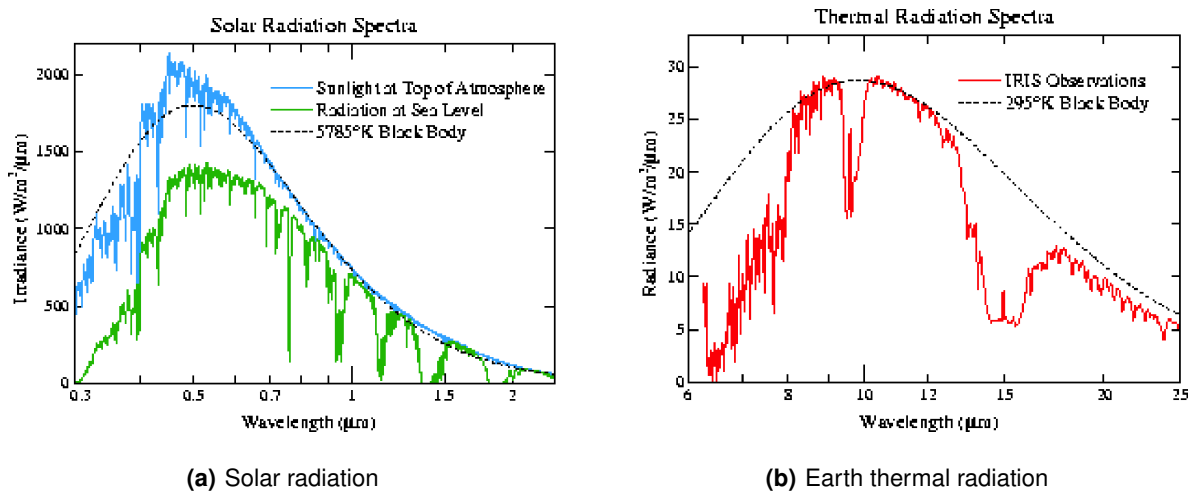 Solar Radiation Spectra
2000
1500
1000
500
0
Irradiance (W/m²/µm)
Sunlight at Top of Atmosphere
Radiation at Sea Level
5785°K Black Body
0.3
0.5
0.7
1
1.5
2
Wavelength (µm)
(a) Solar radiation
Thermal Radiation Spectra
30
25
20
15
10
5
0
Radiance (W/m²/µm)
IRIS Observations
295°K Black Body
6
8
10
12
15
20
25
Wavelength (µm)
(b) Earth thermal radiation